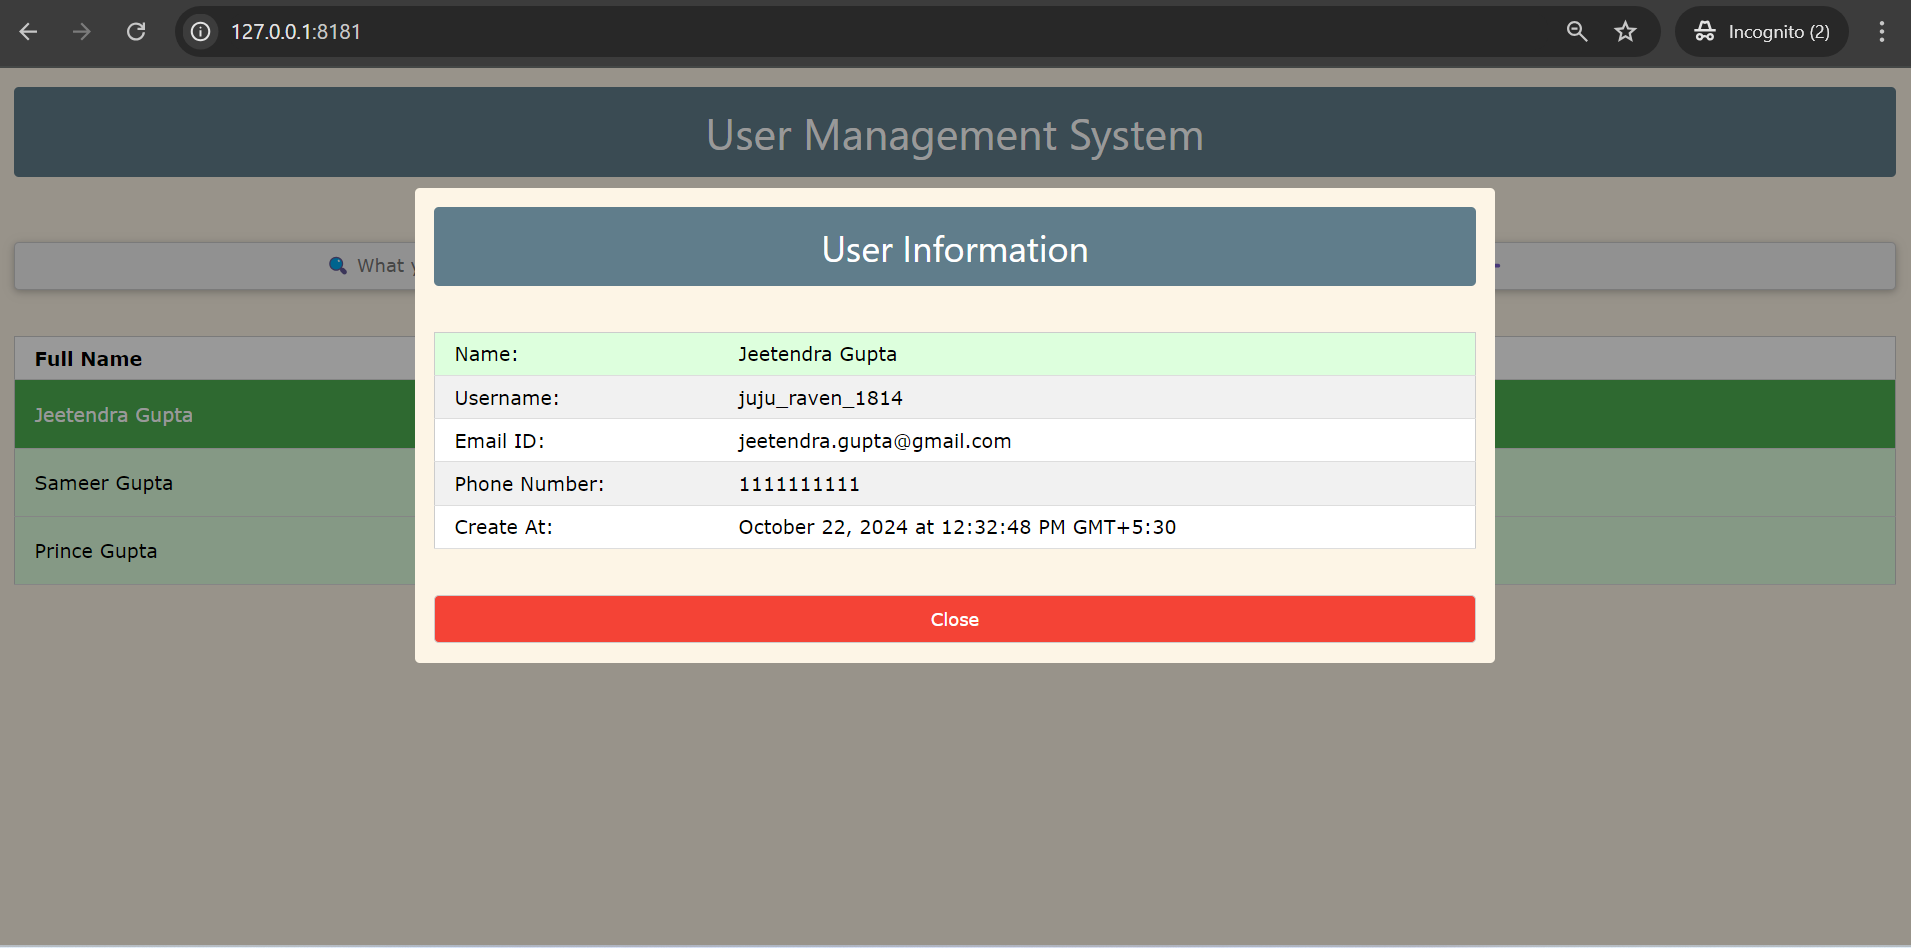 127.0.0.1:8181
Incognito (2)
User Management System
User Information
What
Full Name
Name: Jeetendra Gupta
Username: juju_raven_1814
Email ID: jeetendra.gupta@gmail.com
Phone Number: 1111111111
Create At: October 22, 2024 at 12:32:48 PM GMT+5:30
Jeetendra Gupta
Sameer Gupta
Prince Gupta
Close